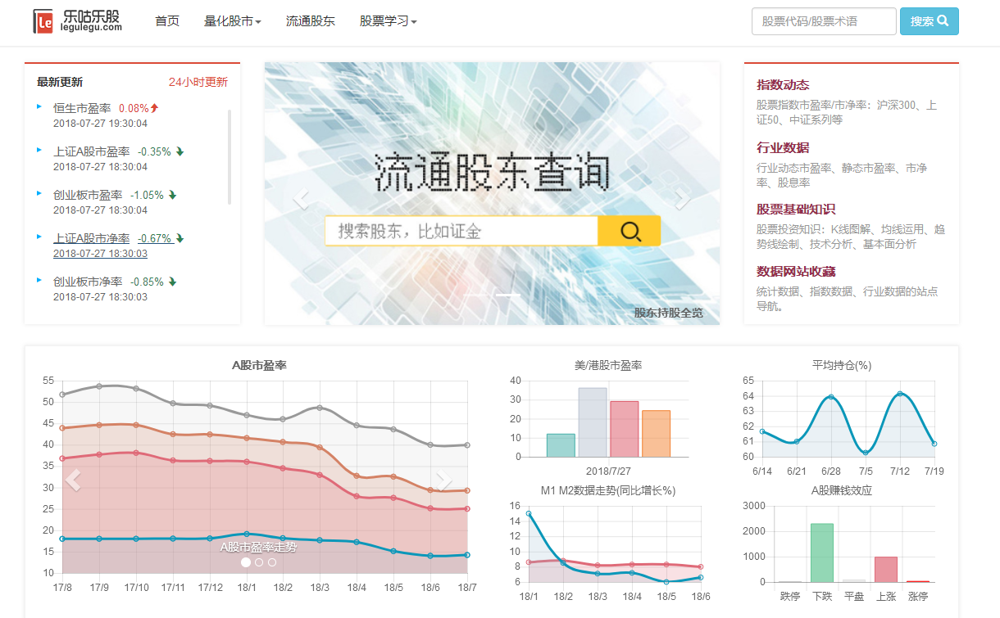 Le 乐咕乐股
legulegu.com
首页 量化股市 流通股东 股票学习
股票代码/股票术语 搜索
最新更新 24小时更新
恒生市盈率 0.08%
2018-07-27 19:30:04
上证A股市盈率 -0.35%
2018-07-27 18:30:04
创业板市盈率 -1.05%
2018-07-27 18:30:04
上证A股市净率 -0.67%
2018-07-27 18:30:03
创业板市净率 -0.85%
2018-07-27 18:30:03
流通股东查询
搜索股东，比如证金
股东持股全览
指数动态
股票指数市盈率/市净率：沪深300、上
证50、中证系列等
行业数据
行业动态市盈率、静态市盈率、市净
率、股息率
股票基础知识
股票投资知识：K线图解、均线运用、趋
势线绘制、技术分析、基本面分析
数据网站收藏
统计数据、指数数据、行业数据的站点
导航。
A股市盈率
55
50
45
40
35
30
25
20
15
10
17/8 17/9 17/10 17/11 17/12 18/1 18/2 18/3 18/4 18/5 18/6 18/7
A股市盈率走势
美/港股市盈率
40
30
20
10
0
2018/7/27
平均持仓(%)
65
64
63
62
61
60
6/14 6/21 6/28 7/5 7/12 7/19
M1 M2数据走势(同比增长%)
16
14
12
10
8
6
18/1 18/2 18/3 18/4 18/5 18/6
A股赚钱效应
3000
2000
1000
0
跌停 下跌 平盘 上涨 涨停